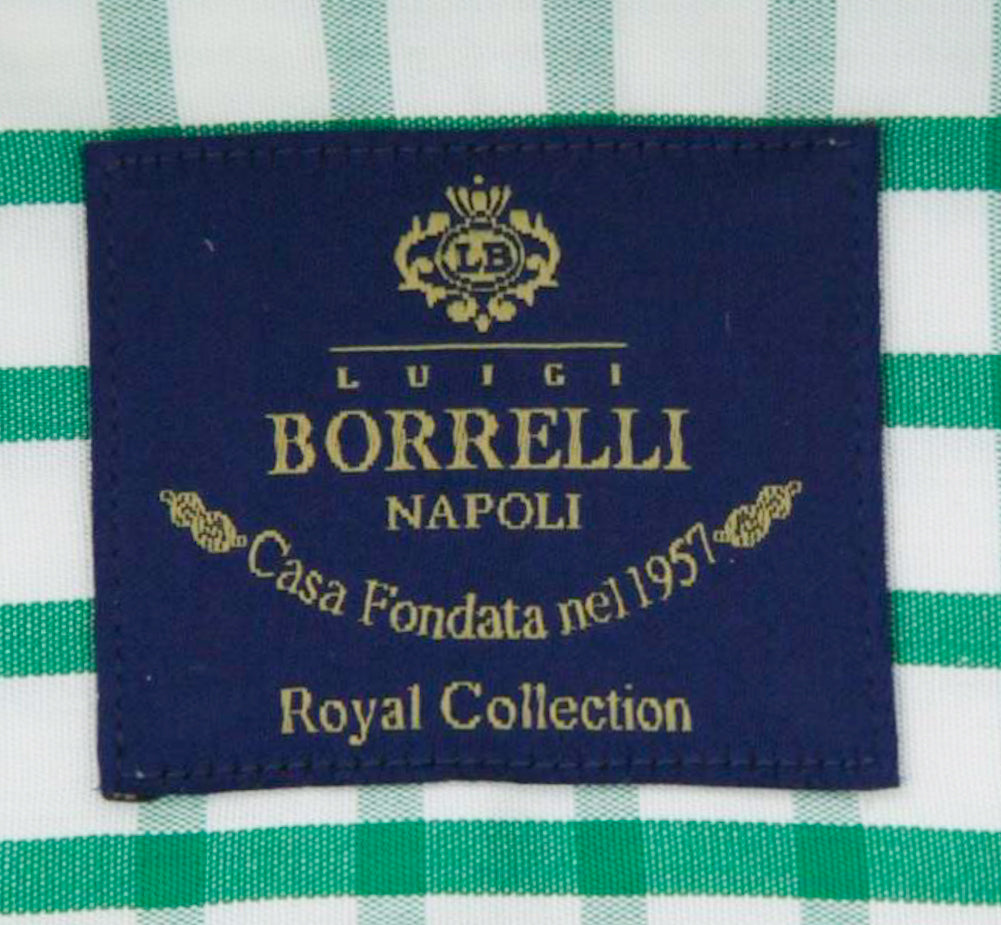 LB
LUIGI
BORRELLI
NAPOLI
Casa Fondata nel 1957
Royal Collection